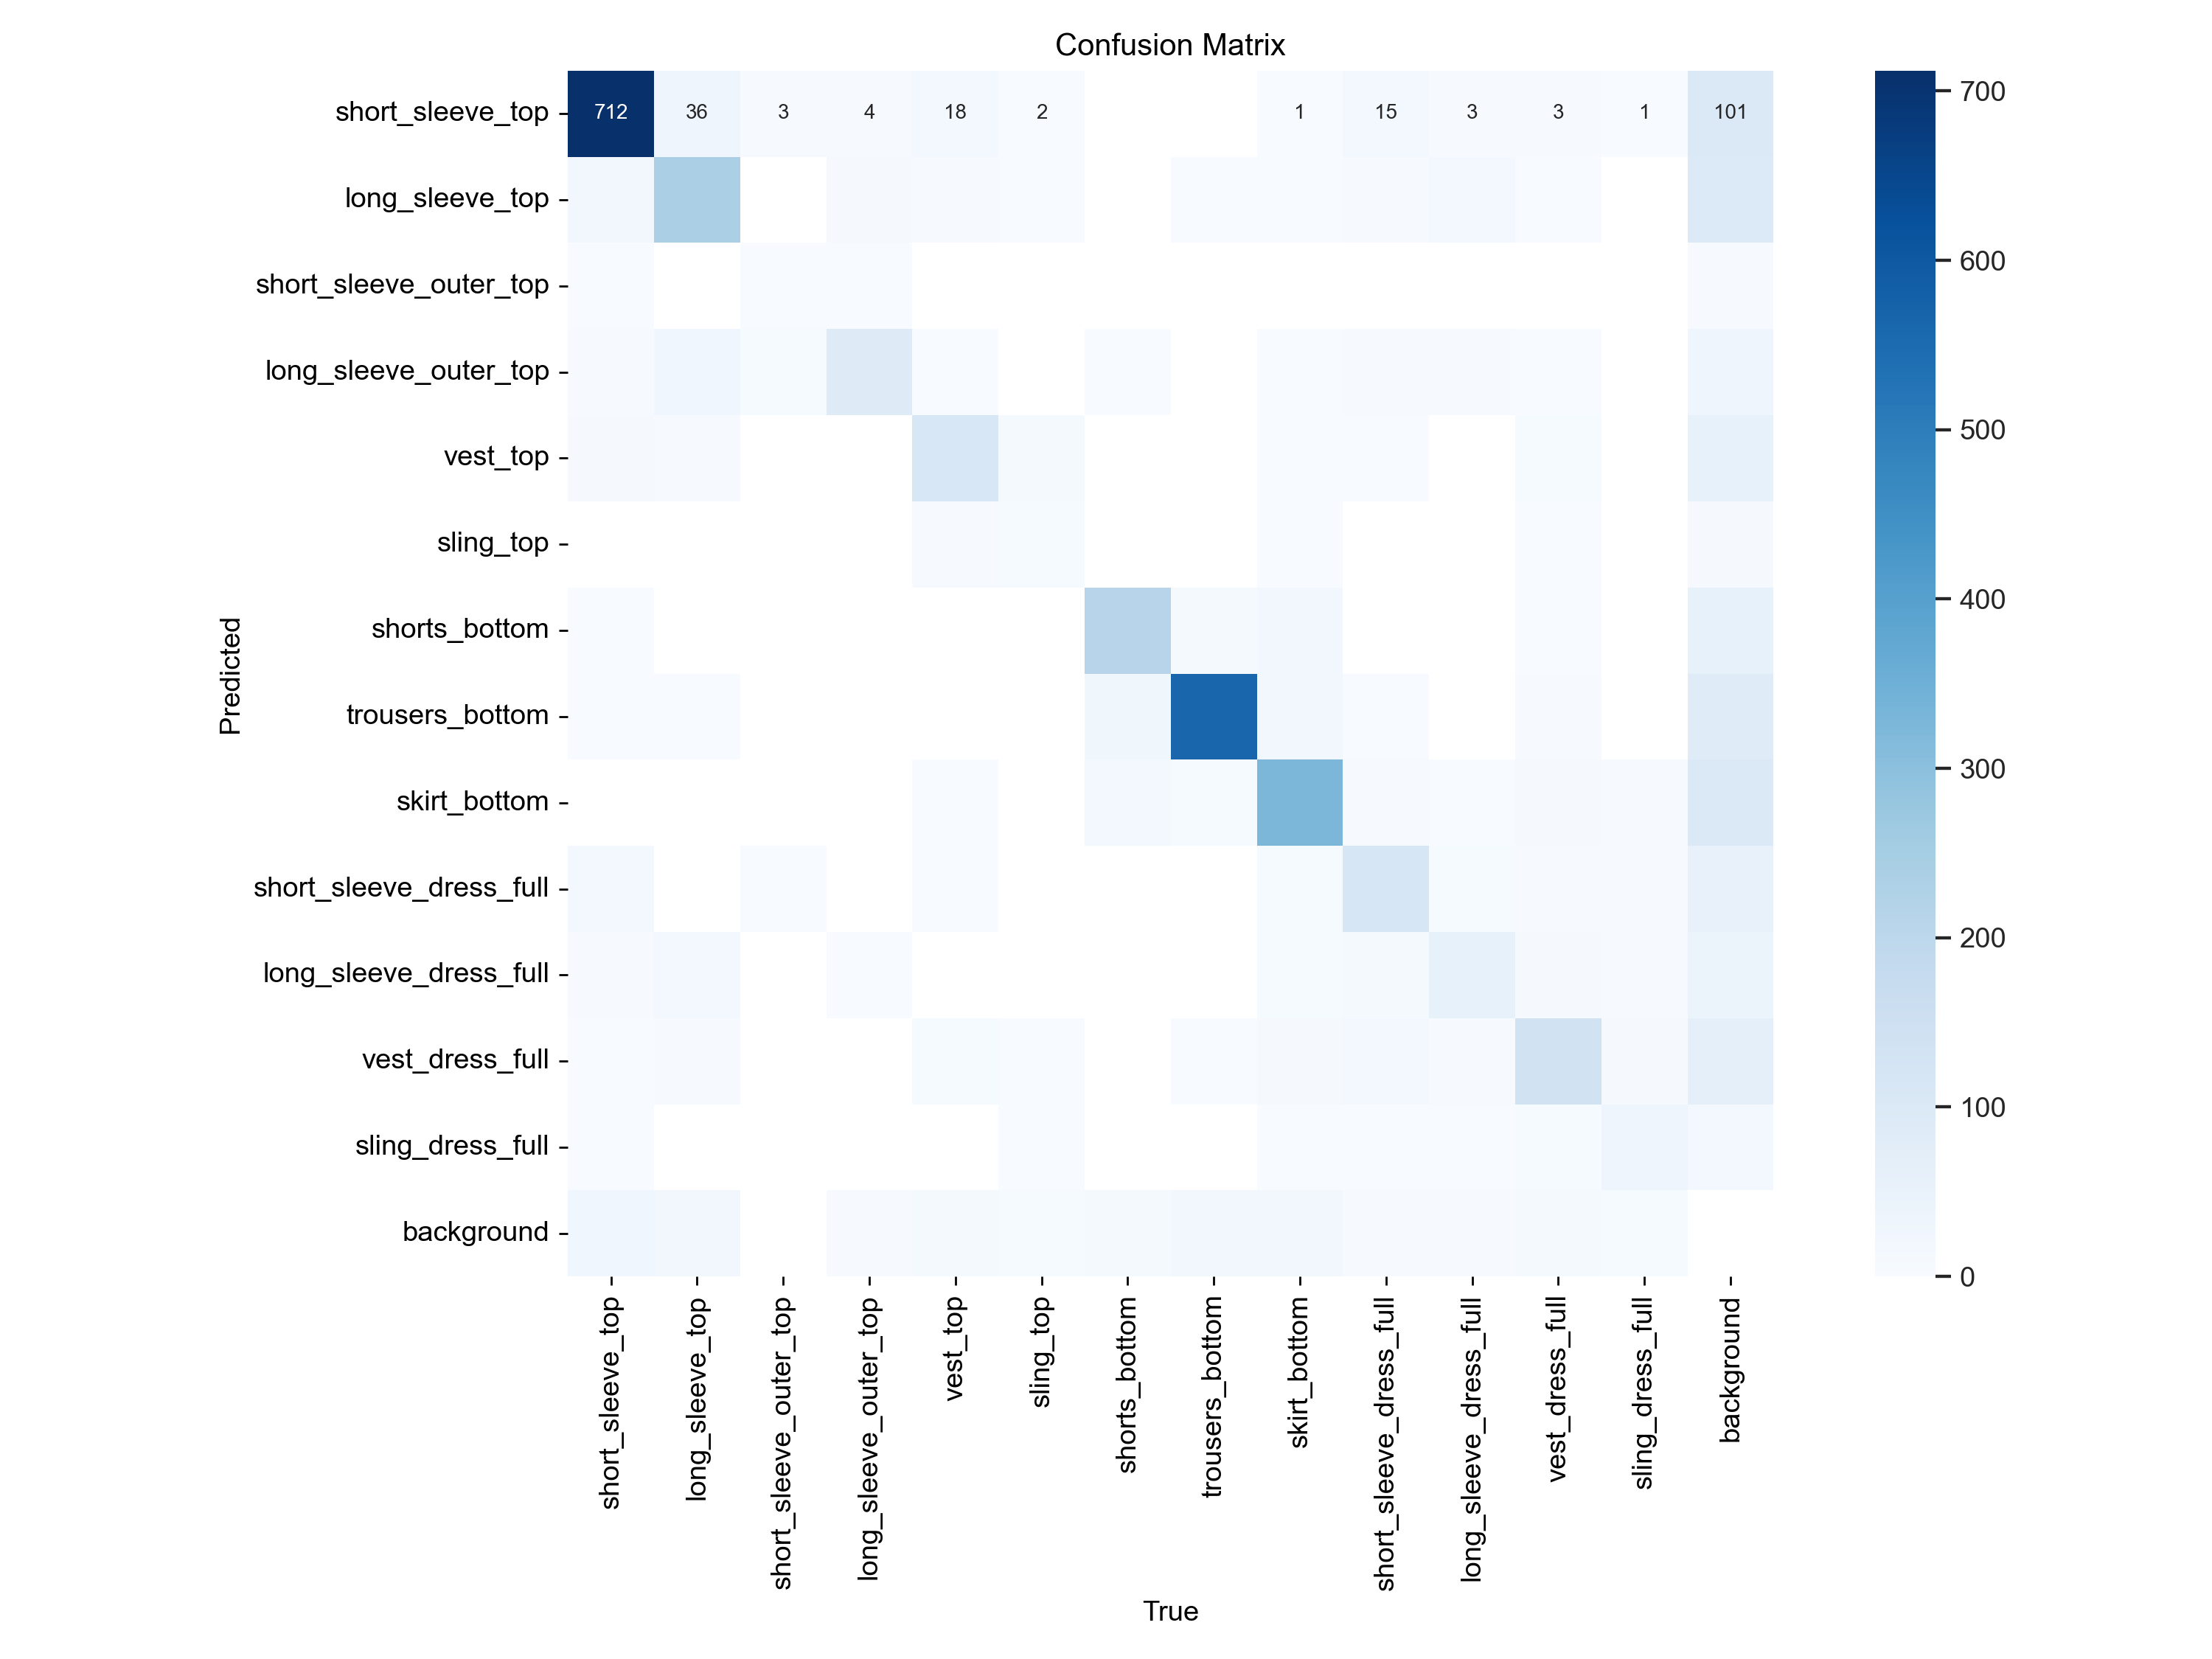 Confusion Matrix
short_sleeve_top
712 36 3 4 18 2 1 15 3 3 1 101
long_sleeve_top
short_sleeve_outer_top
long_sleeve_outer_top
vest_top
sling_top
shorts_bottom
trousers_bottom
skirt_bottom
short_sleeve_dress_full
long_sleeve_dress_full
vest_dress_full
sling_dress_full
background
Predicted
short_sleeve_top
long_sleeve_top
short_sleeve_outer_top
long_sleeve_outer_top
vest_top
sling_top
shorts_bottom
trousers_bottom
skirt_bottom
short_sleeve_dress_full
long_sleeve_dress_full
vest_dress_full
sling_dress_full
background
True
700
600
500
400
300
200
100
0